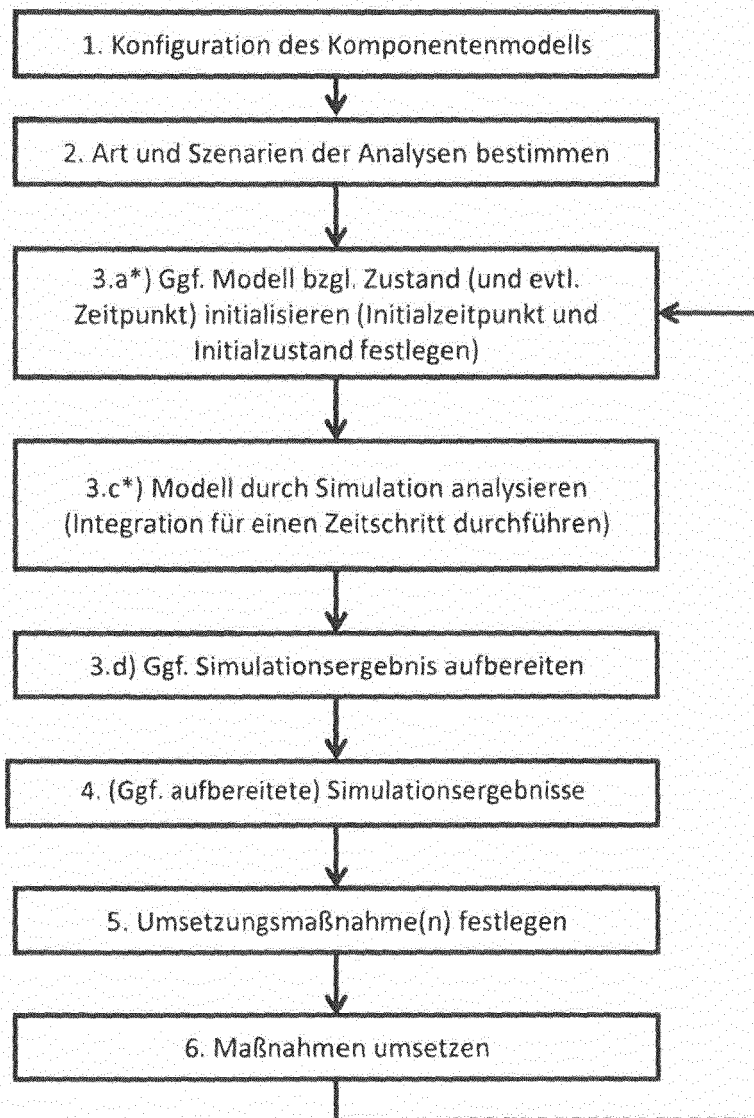 1. Konfiguration des Komponentenmodells
2. Art und Szenarien der Analysen bestimmen
3.a*) Ggf. Modell bzgl. Zustand (und evtl.
Zeitpunkt) initialisieren (Initialzeitpunkt und
Initialzustand festlegen)
3.c*) Modell durch Simulation analysieren
(Integration für einen Zeitschritt durchführen)
3.d) Ggf. Simulationsergebnis aufbereiten
4. (Ggf. aufbereitete) Simulationsergebnisse
5. Umsetzungsmaßnahme(n) festlegen
6. Maßnahmen umsetzen